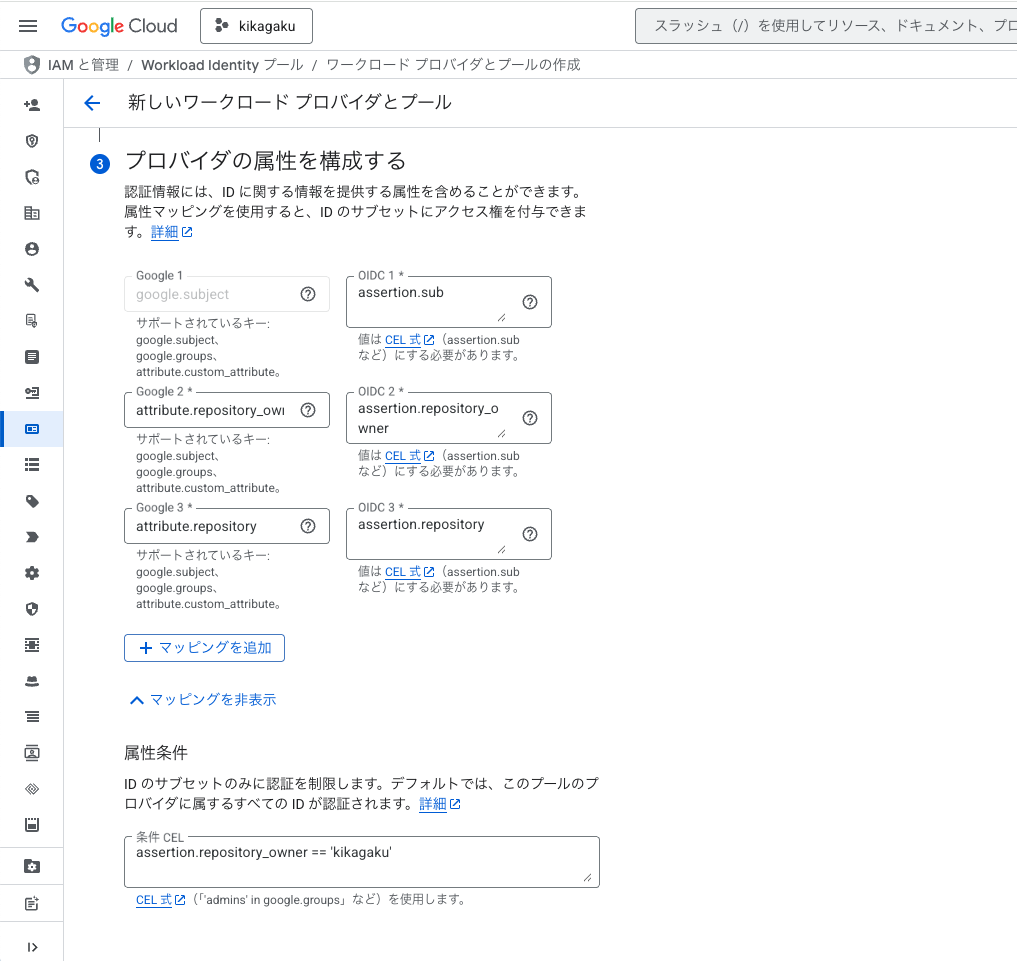 Google Cloud
kikagaku
スラッシュ（/）を使用してリソース、ドキュメント、プロ
IAM と管理 / Workload Identity プール / ワークロード プロバイダとプールの作成
新しいワークロード プロバイダとプール
3 プロバイダの属性を構成する
認証情報には、ID に関する情報を提供する属性を含めることができます。
属性マッピングを使用すると、ID のサブセットにアクセス権を付与できま
す。詳細
Google 1
google.subject
サポートされているキー:
google.subject、
google.groups、
attribute.custom_attribute。
OIDC 1 *
assertion.sub
値は CEL 式（assertion.sub
など）にする必要があります。
Google 2 *
attribute.repository_owi
サポートされているキー:
google.subject、
google.groups、
attribute.custom_attribute。
OIDC 2 *
assertion.repository_o
wner
値は CEL 式（assertion.sub
など）にする必要があります。
Google 3 *
attribute.repository
サポートされているキー:
google.subject、
google.groups、
attribute.custom_attribute。
OIDC 3 *
assertion.repository
値は CEL 式（assertion.sub
など）にする必要があります。
マッピングを追加
マッピングを非表示
属性条件
ID のサブセットのみに認証を制限します。デフォルトでは、このプールのプ
ロバイダに属するすべての ID が認証されます。詳細
条件 CEL
assertion.repository_owner == 'kikagaku'
CEL 式（「'admins' in google.groups」など）を使用します。